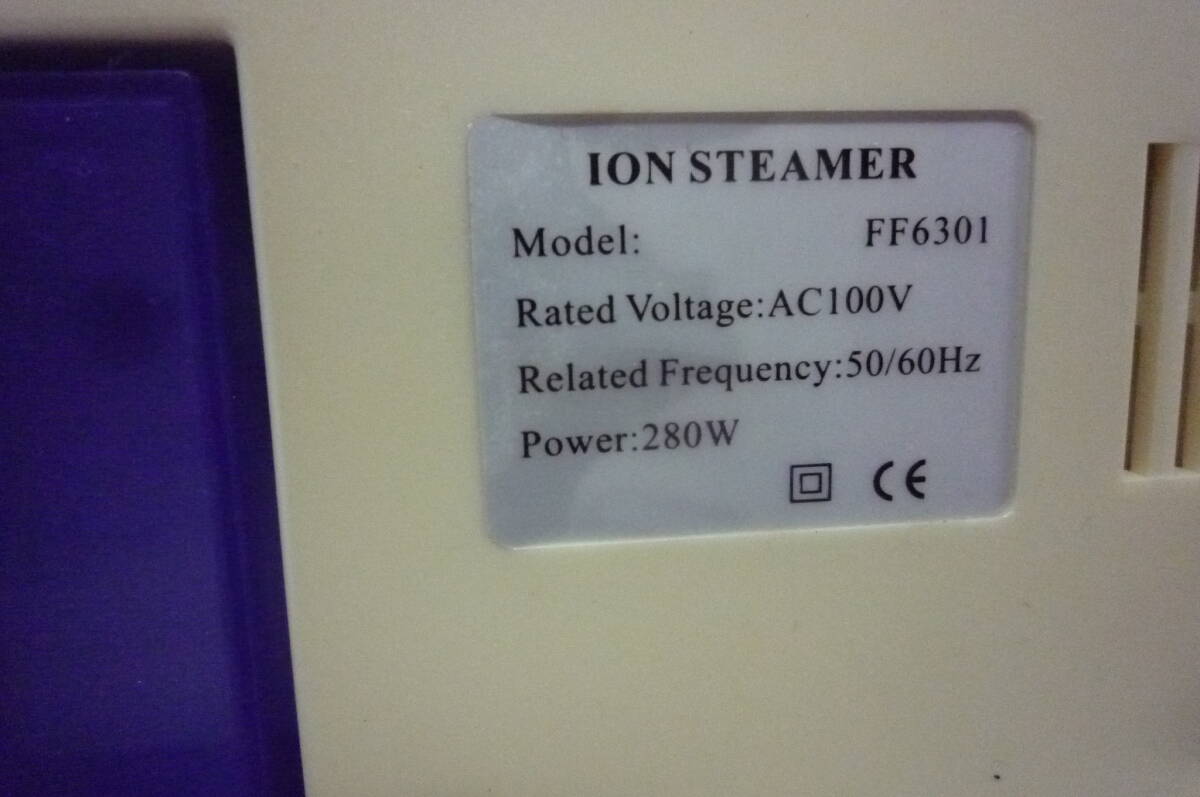 ION STEAMER
Model: FF6301
Rated Voltage:AC100V
Related Frequency:50/60Hz
Power:280W
CE